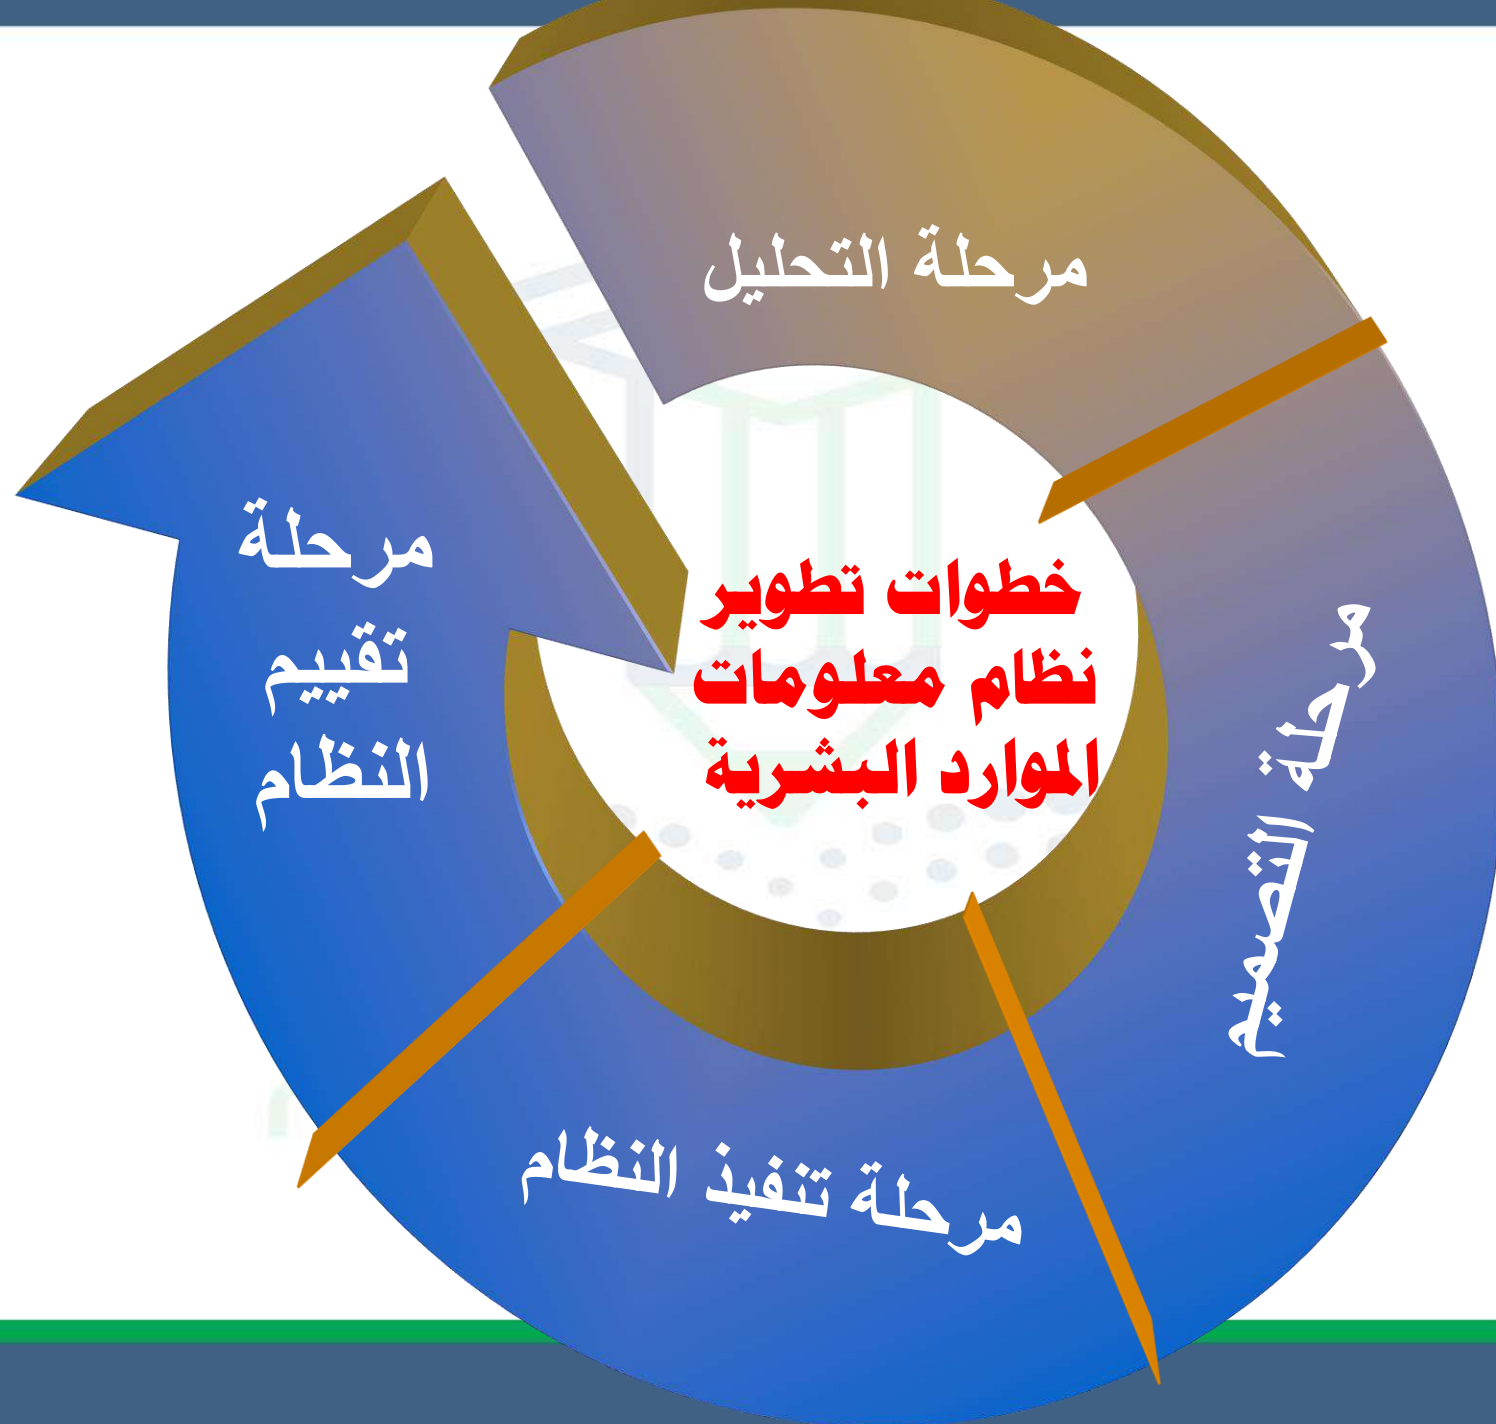 خطوات تطوير
نظام معلومات
الموارد البشرية
مرحلة التحليل
مرحلة التصميم
مرحلة تنفيذ النظام
مرحلة
تقييم
النظام